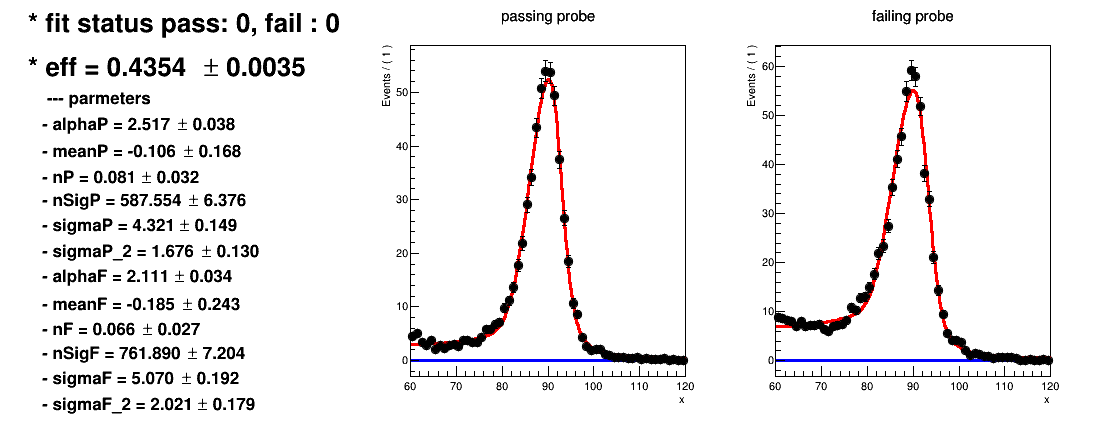 * fit status pass: 0, fail : 0
* eff = 0.4354 ± 0.0035
--- parmeters
- alphaP = 2.517 ± 0.038
- meanP = -0.106 ± 0.168
- nP = 0.081 ± 0.032
- nSigP = 587.554 ± 6.376
- sigmaP = 4.321 ± 0.149
- sigmaP_2 = 1.676 ± 0.130
- alphaF = 2.111 ± 0.034
- meanF = -0.185 ± 0.243
- nF = 0.066 ± 0.027
- nSigF = 761.890 ± 7.204
- sigmaF = 5.070 ± 0.192
- sigmaF_2 = 2.021 ± 0.179
passing probe
Events / ( 1 )
50
40
30
20
10
0
60 70 80 90 100 110 120
x
failing probe
Events / ( 1 )
60
50
40
30
20
10
0
60 70 80 90 100 110 120
x